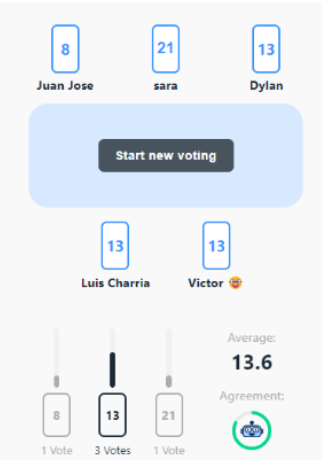 8 21 13
Juan Jose sara Dylan
Start new voting
13 13
Luis Charria Victor 🤓
Average:
13.6
Agreement:
8 13 21
1 Vote 3 Votes 1 Vote